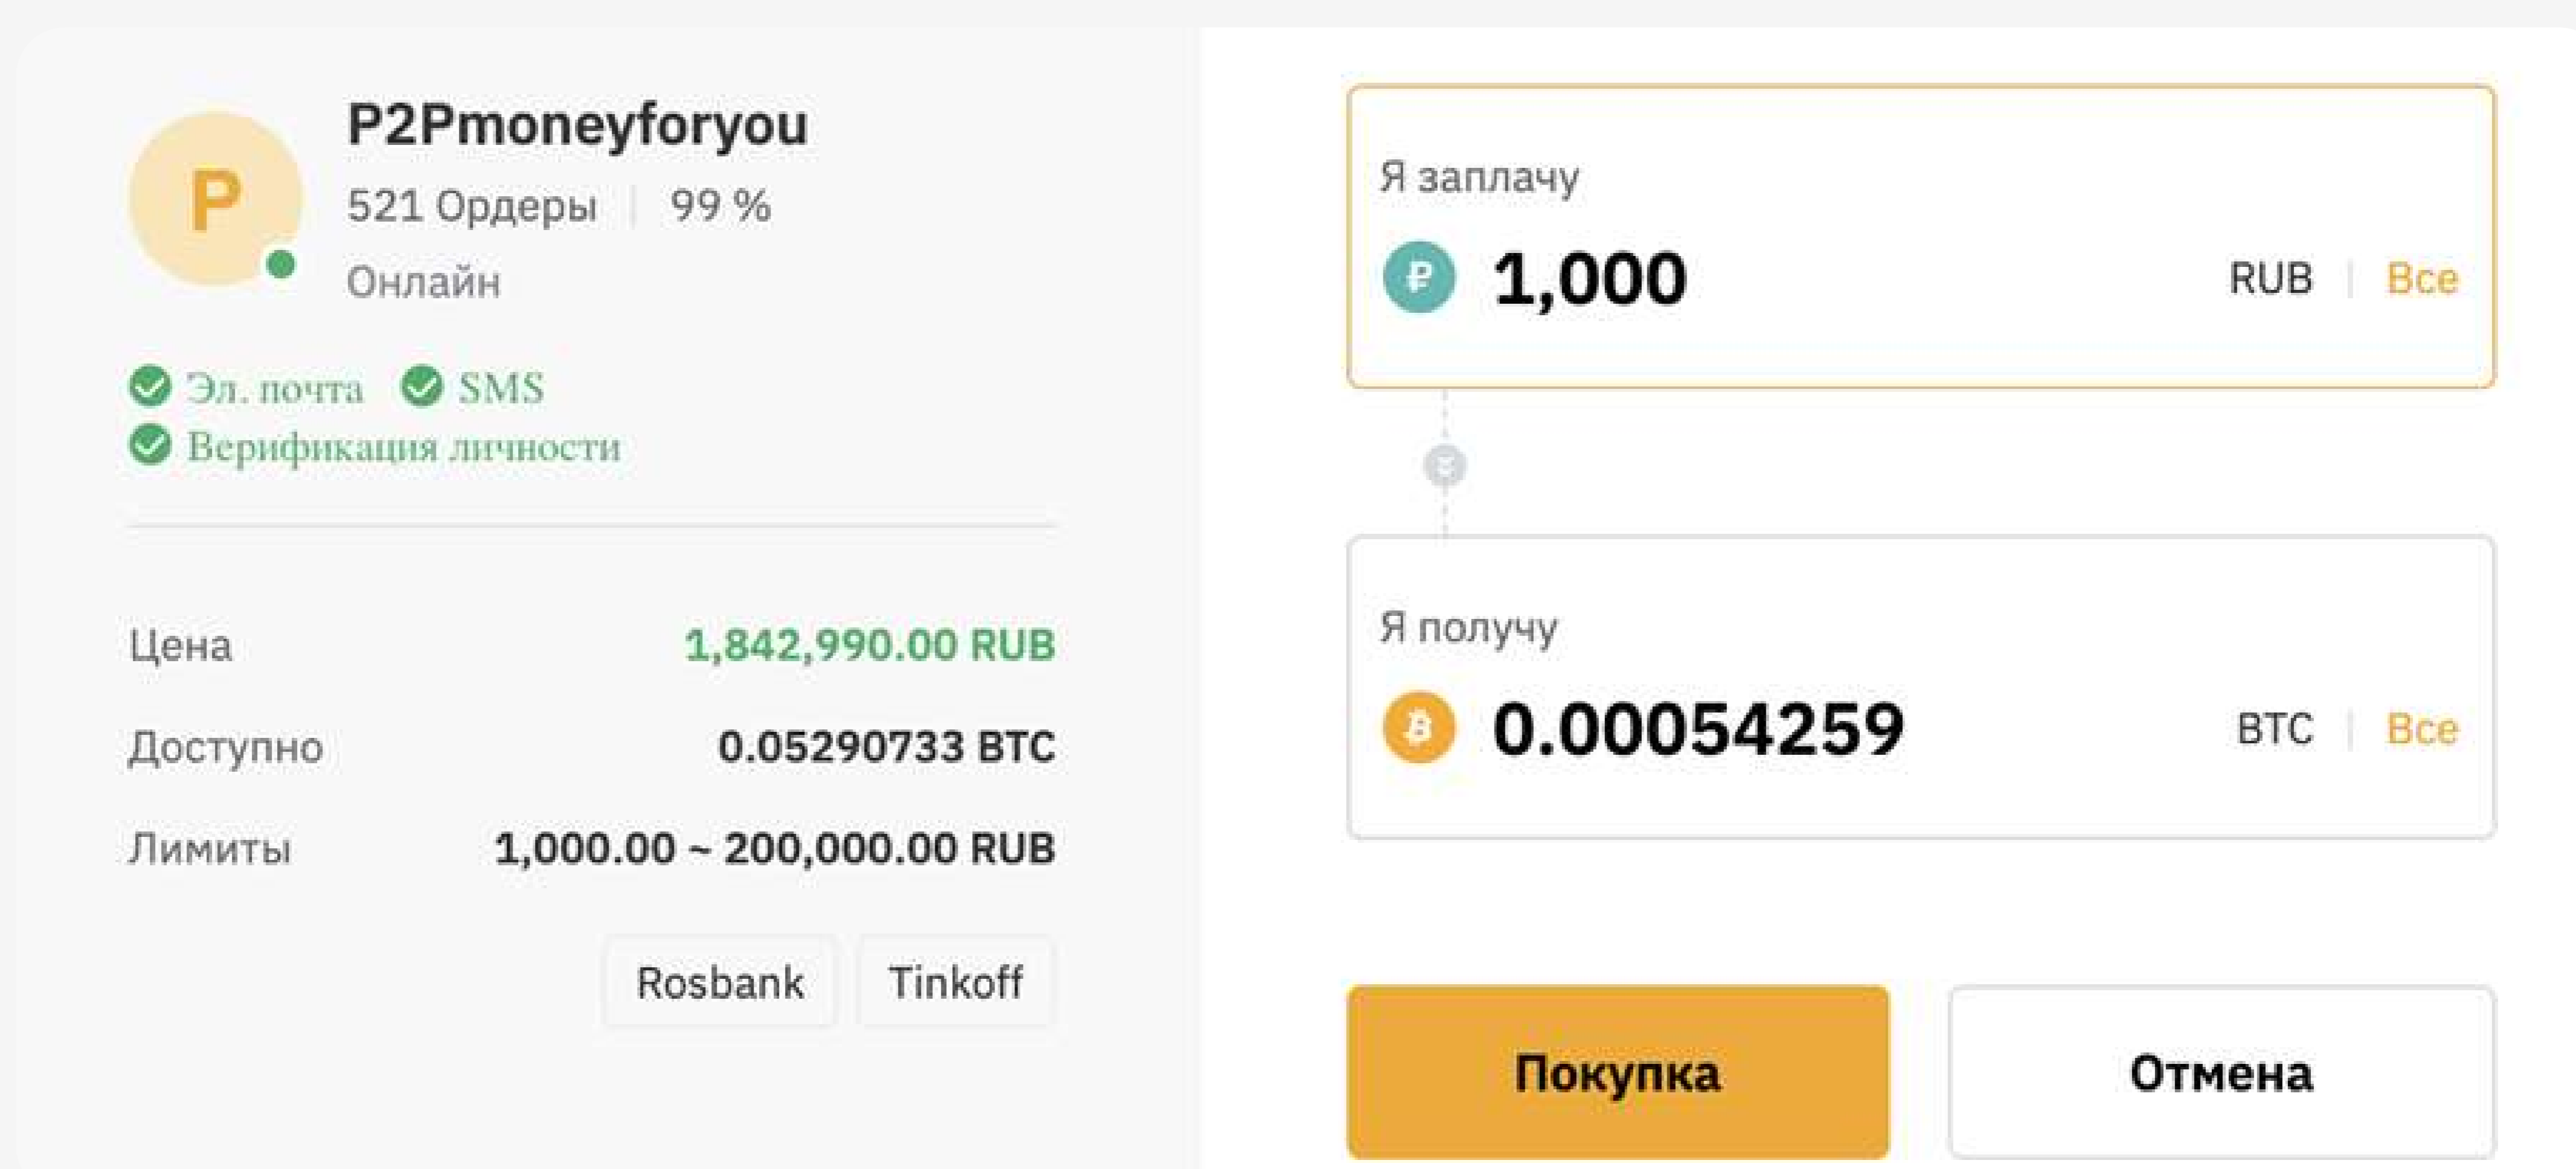 P
P2Pmoneyforyou
521 Ордеры | 99 %
Онлайн
Эл. почта SMS
Верификация личности
Цена 1,842,990.00 RUB
Доступно 0.05290733 BTC
Лимиты 1,000.00 ~ 200,000.00 RUB
Rosbank Tinkoff
Я заплачу
₽ 1,000 RUB | Все
Я получу
₿ 0.00054259 BTC | Все
Покупка Отмена